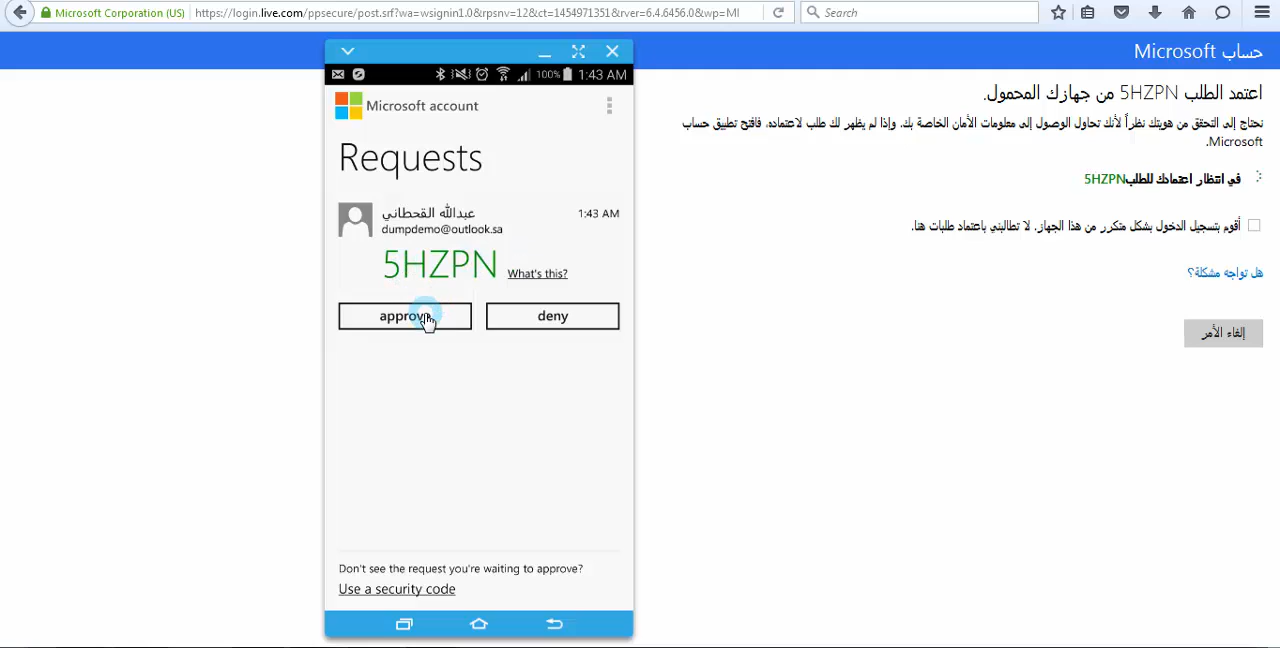 Microsoft Corporation (US)
https://login.live.com/ppsecure/post.srf?wa=wsignin1.0&rpsnv=12&ct=1454971351&rver=6.4.6456.0&wp=MI
Search
حساب Microsoft
100%
1:43 AM
Microsoft account
Requests
عبدالله القحطاني
1:43 AM
dumpdemo@outlook.sa
5HZPN
What's this?
approve
deny
Don't see the request you're waiting to approve?
Use a security code
اعتمد الطلب 5HZPN من جهازك المحمول.
نحتاج إلى التحقق من هويتك نظراً لأنك تحاول الوصول إلى معلومات الأمان الخاصة بك. وإذا لم يظهر لك طلب لاعتماده، فافتح تطبيق حساب
Microsoft.
في انتظار اعتمادك للطلب5HZPN
أقوم بتسجيل الدخول بشكل متكرر من هذا الجهاز. لا تطالبني باعتماد طلبات هنا.
هل تواجه مشكلة؟
إلغاء الأمر